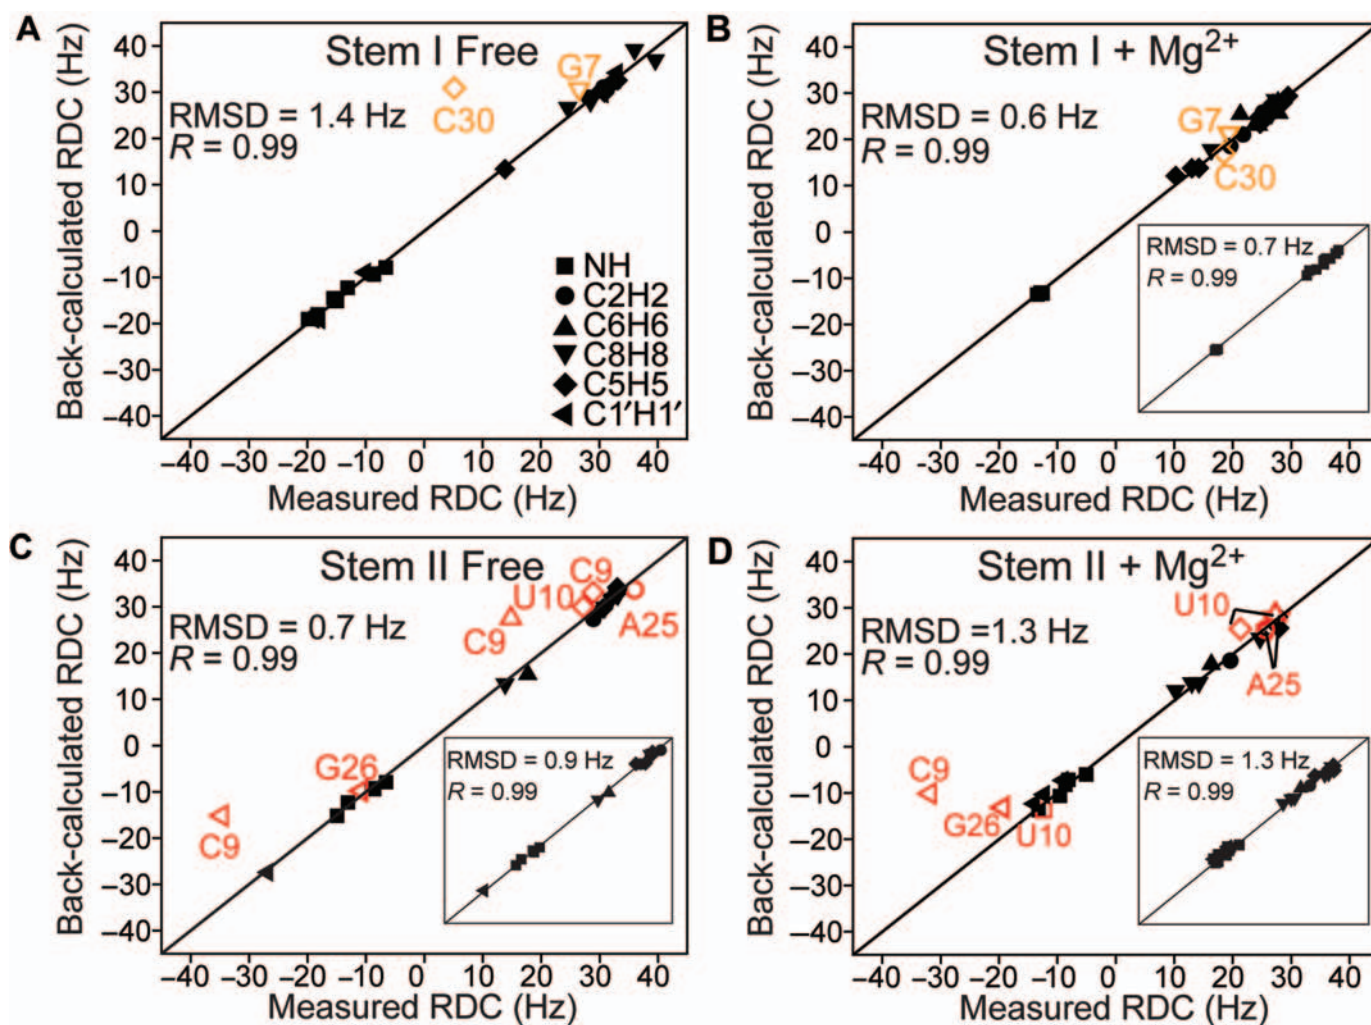 A
Stem I Free
RMSD = 1.4 Hz
R = 0.99
C30
G7
NH
C2H2
C6H6
C8H8
C5H5
C1'H1'
Back-calculated RDC (Hz)
40
30
20
10
0
–10
–20
–30
–40
–40 –30 –20 –10 0 10 20 30 40
Measured RDC (Hz)
B
Stem I + Mg2+
RMSD = 0.6 Hz
R = 0.99
G7
C30
RMSD = 0.7 Hz
R = 0.99
Back-calculated RDC (Hz)
40
30
20
10
0
–10
–20
–30
–40
–40 –30 –20 –10 0 10 20 30 40
Measured RDC (Hz)
C
Stem II Free
RMSD = 0.7 Hz
R = 0.99
C9
U10
C9
A25
G26
C9
RMSD = 0.9 Hz
R = 0.99
Back-calculated RDC (Hz)
40
30
20
10
0
–10
–20
–30
–40
–40 –30 –20 –10 0 10 20 30 40
Measured RDC (Hz)
D
Stem II + Mg2+
RMSD =1.3 Hz
R = 0.99
U10
A25
C9
G26
U10
RMSD = 1.3 Hz
R = 0.99
Back-calculated RDC (Hz)
40
30
20
10
0
–10
–20
–30
–40
–40 –30 –20 –10 0 10 20 30 40
Measured RDC (Hz)